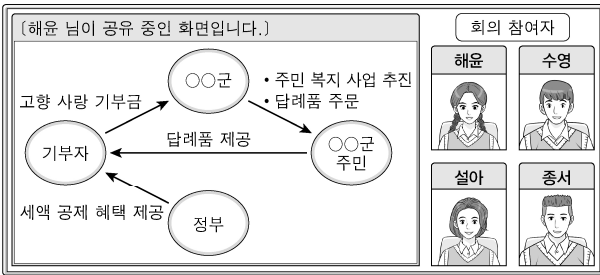 〔해윤 님이 공유 중인 화면입니다.〕
회의 참여자
해윤
수영
○○군
• 주민 복지 사업 추진
• 답례품 주문
고향 사랑 기부금
답례품 제공
기부자
○○군
주민
세액 공제 혜택 제공
정부
설아
종서